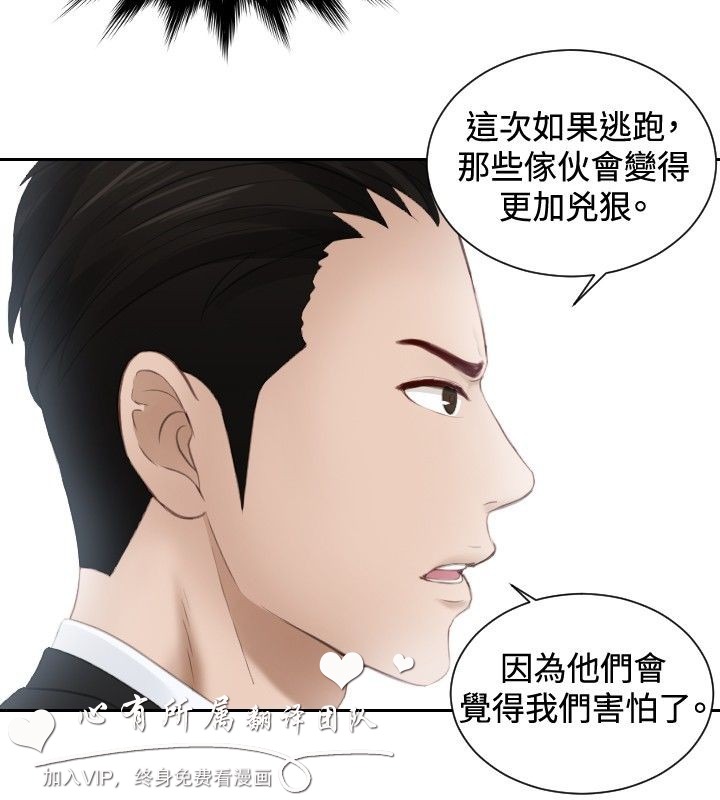 這次如果逃跑，
那些傢伙會變得
更加兇狠。
因為他們會
覺得我們害怕了。
心有所属翻译团队
加入VIP，终身免费看漫画